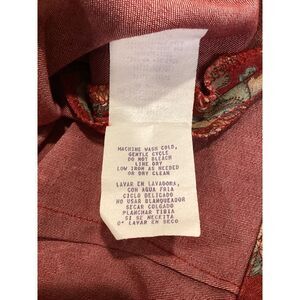 MACHINE WASH COLD,
GENTLE CYCLE
DO NOT BLEACH
LINE DRY
LOW IRON AS NEEDED
OR DRY CLEAN
LAVAR EN LAVADORA,
CON AGUA FRIA
CICLO DELICADO
NO USAR BLANQUEADOR
SECAR COLGADO
PLANCHAR TIBIA
SI SE NECESITA
O' LAVAR EN SECO